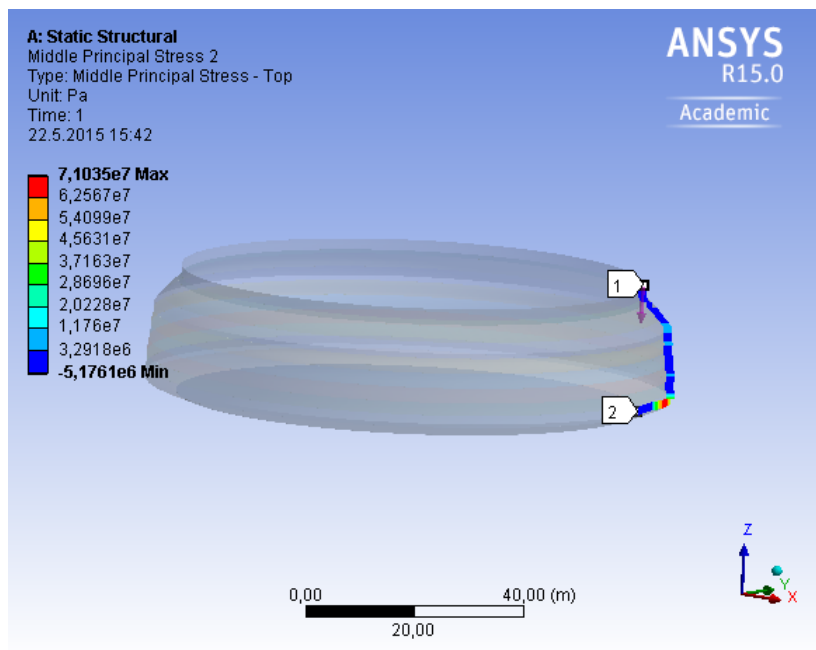 A: Static Structural
Middle Principal Stress 2
Type: Middle Principal Stress - Top
Unit: Pa
Time: 1
22.5.2015 15:42
ANSYS
R15.0
Academic
7,1035e7 Max
6,2567e7
5,4099e7
4,5631e7
3,7163e7
2,8696e7
2,0228e7
1,176e7
3,2918e6
-5,1761e6 Min
1
2
0,00
40,00 (m)
20,00
Z
Y
X